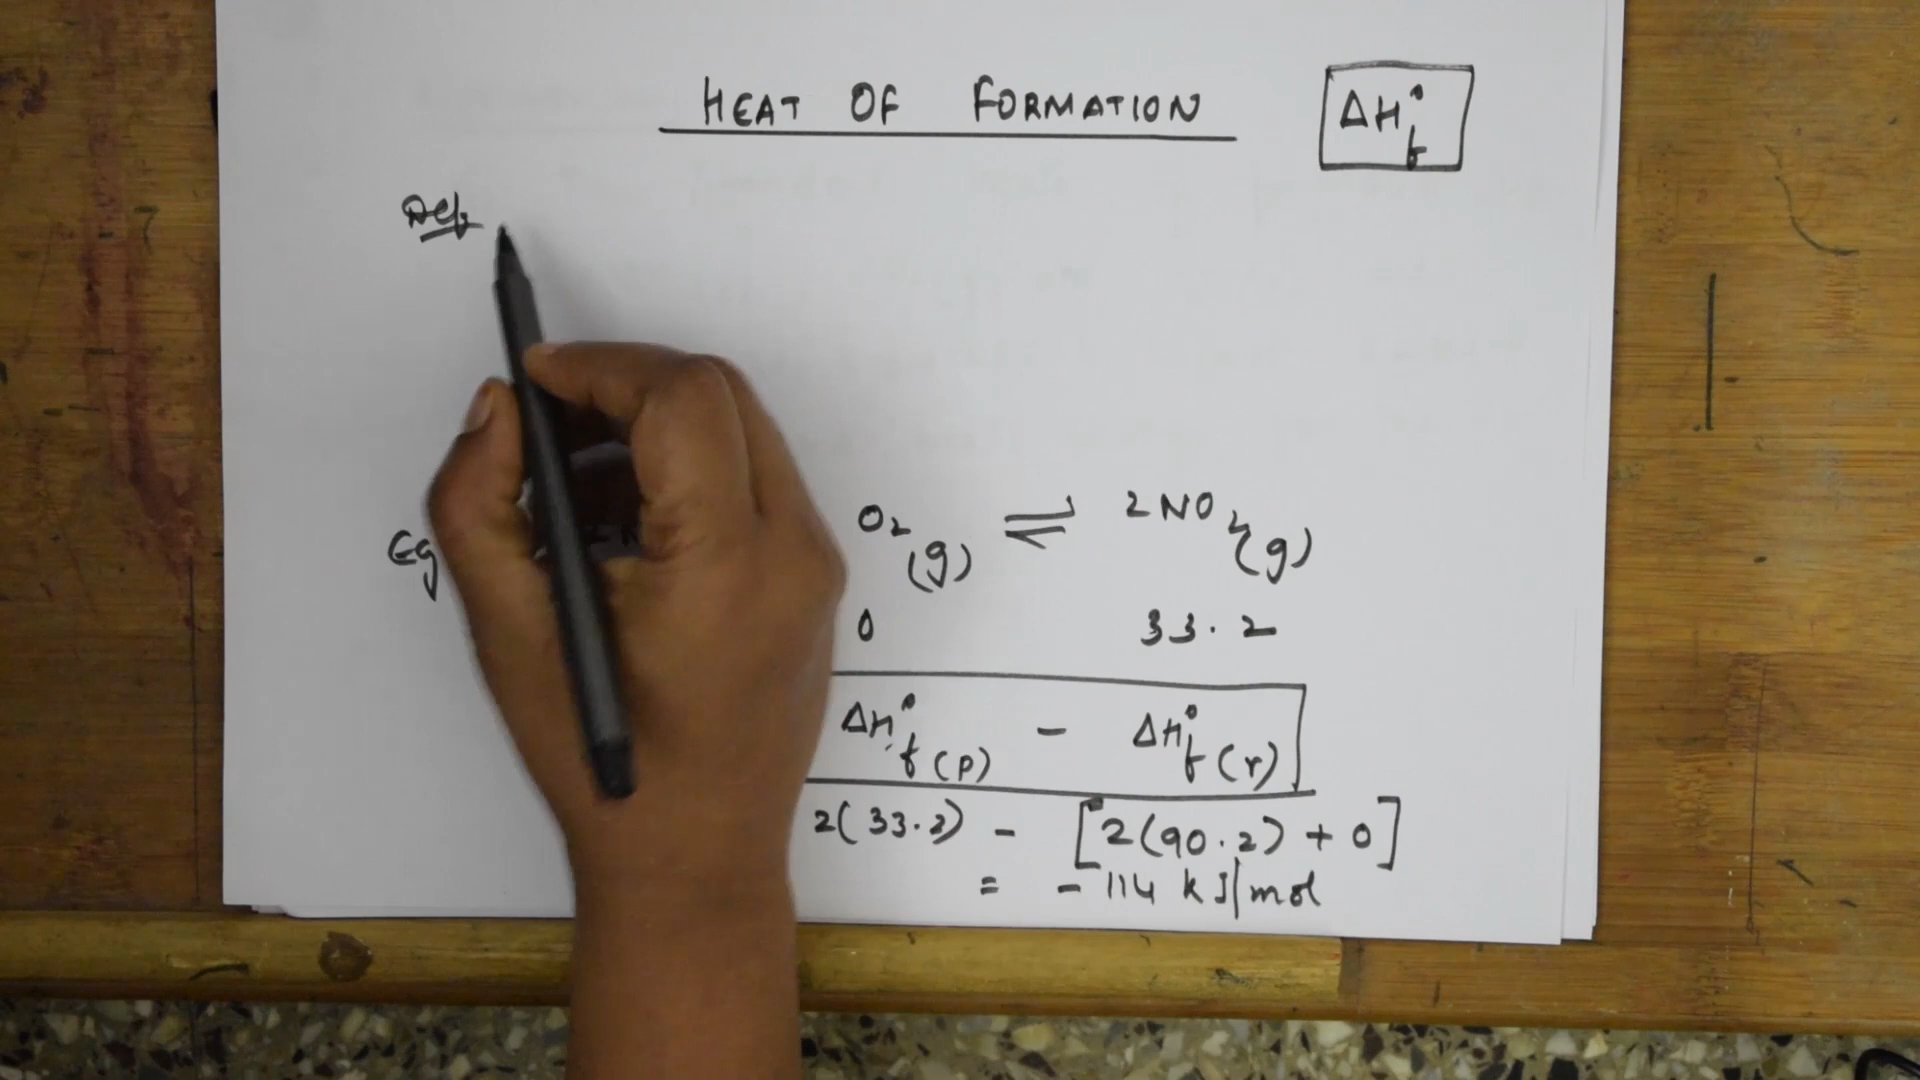 HEAT OF FORMATION
ΔH°f
Def
Eg O₂(g) ⇌ 2NO₂(g)
0 33.2
ΔH°f(p) - ΔH°f(r)
2(33.2) - [2(90.2) + 0]
= - 114 kJ/mol